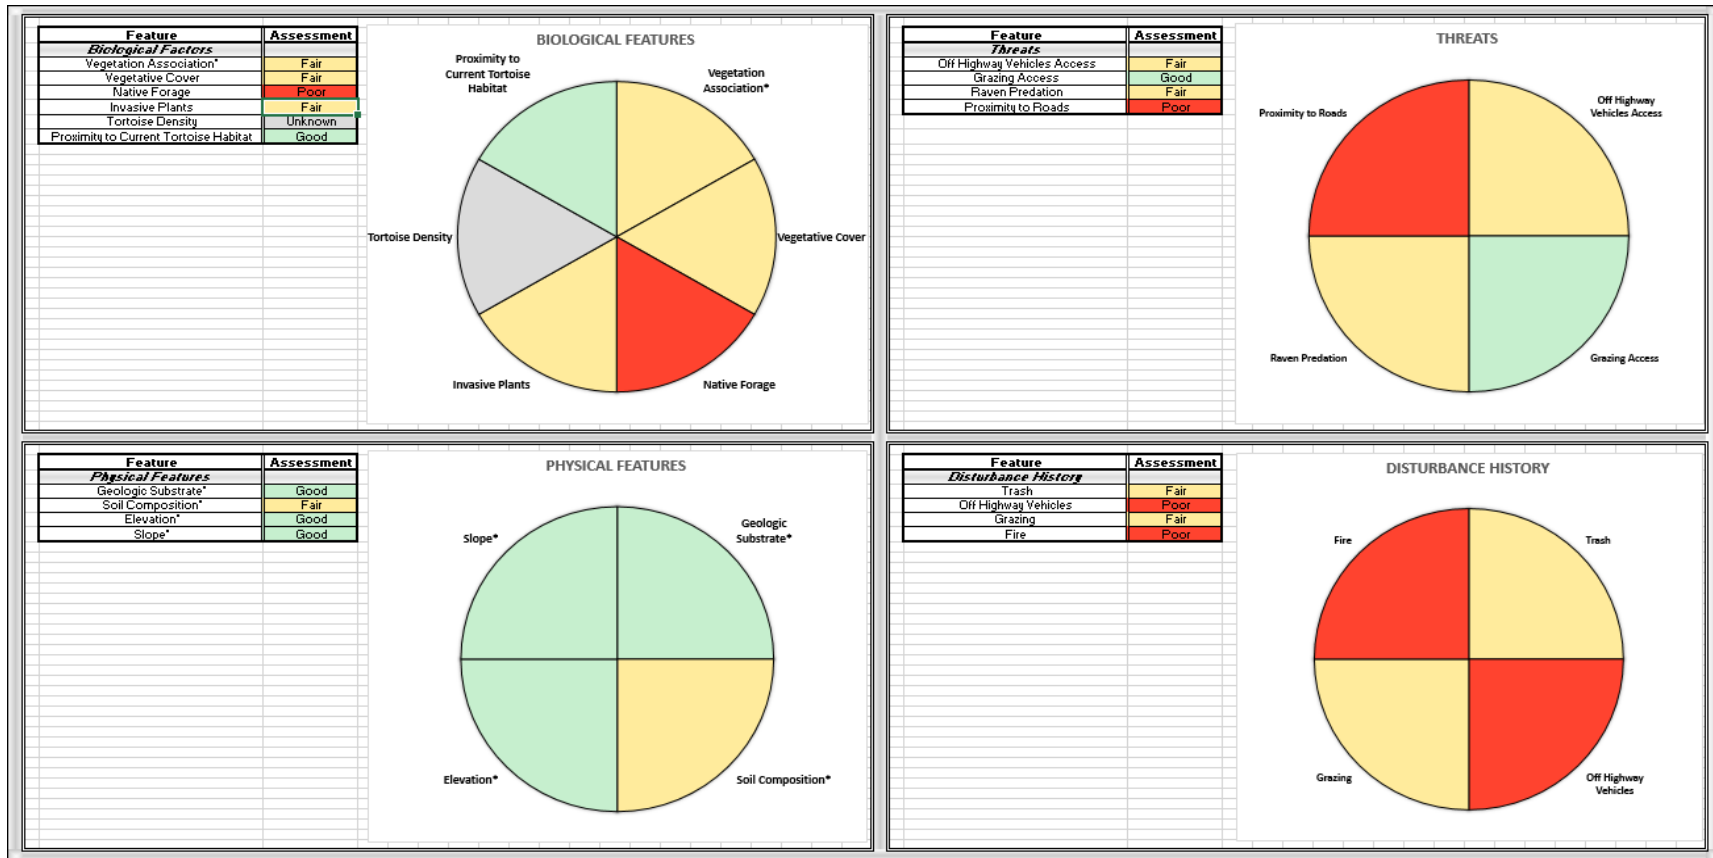 Feature Assessment
Biological Factors
Vegetation Association* Fair
Vegetative Cover Fair
Native Forage Poor
Invasive Plants Fair
Tortoise Density Unknown
Proximity to Current Tortoise Habitat Good
BIOLOGICAL FEATURES
Proximity to
Current Tortoise
Habitat
Vegetation
Association*
Tortoise Density
Vegetative Cover
Invasive Plants
Native Forage
Feature Assessment
Threats
Off Highway Vehicles Access Fair
Grazing Access Good
Raven Predation Fair
Proximity to Roads Poor
THREATS
Proximity to Roads
Off Highway
Vehicles Access
Raven Predation
Grazing Access
Feature Assessment
Physical Features
Geologic Substrate* Good
Soil Composition* Fair
Elevation* Good
Slope* Good
PHYSICAL FEATURES
Slope*
Geologic
Substrate*
Elevation*
Soil Composition*
Feature Assessment
Disturbance History
Trash Fair
Off Highway Vehicles Poor
Grazing Fair
Fire Poor
DISTURBANCE HISTORY
Fire
Trash
Grazing
Off Highway
Vehicles